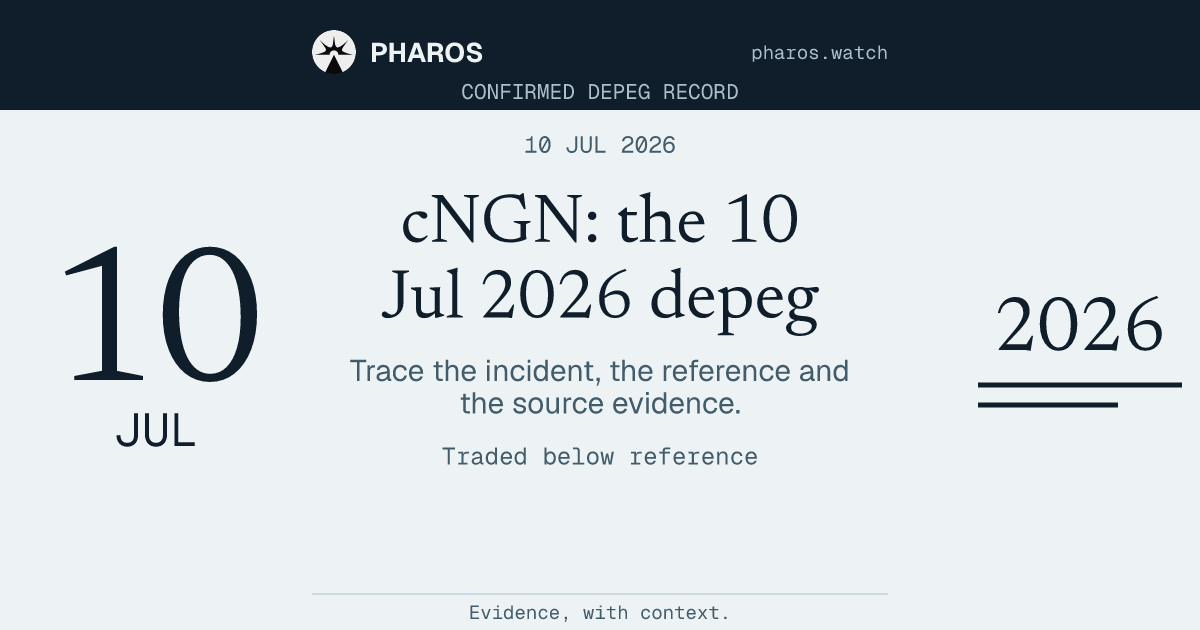 PHAROS
pharos.watch
CONFIRMED DEPEG RECORD
10 JUL 2026
cNGN: the 10
Jul 2026 depeg
Trace the incident, the reference and
the source evidence.
Traded below reference
10
JUL
2026
Evidence, with context.